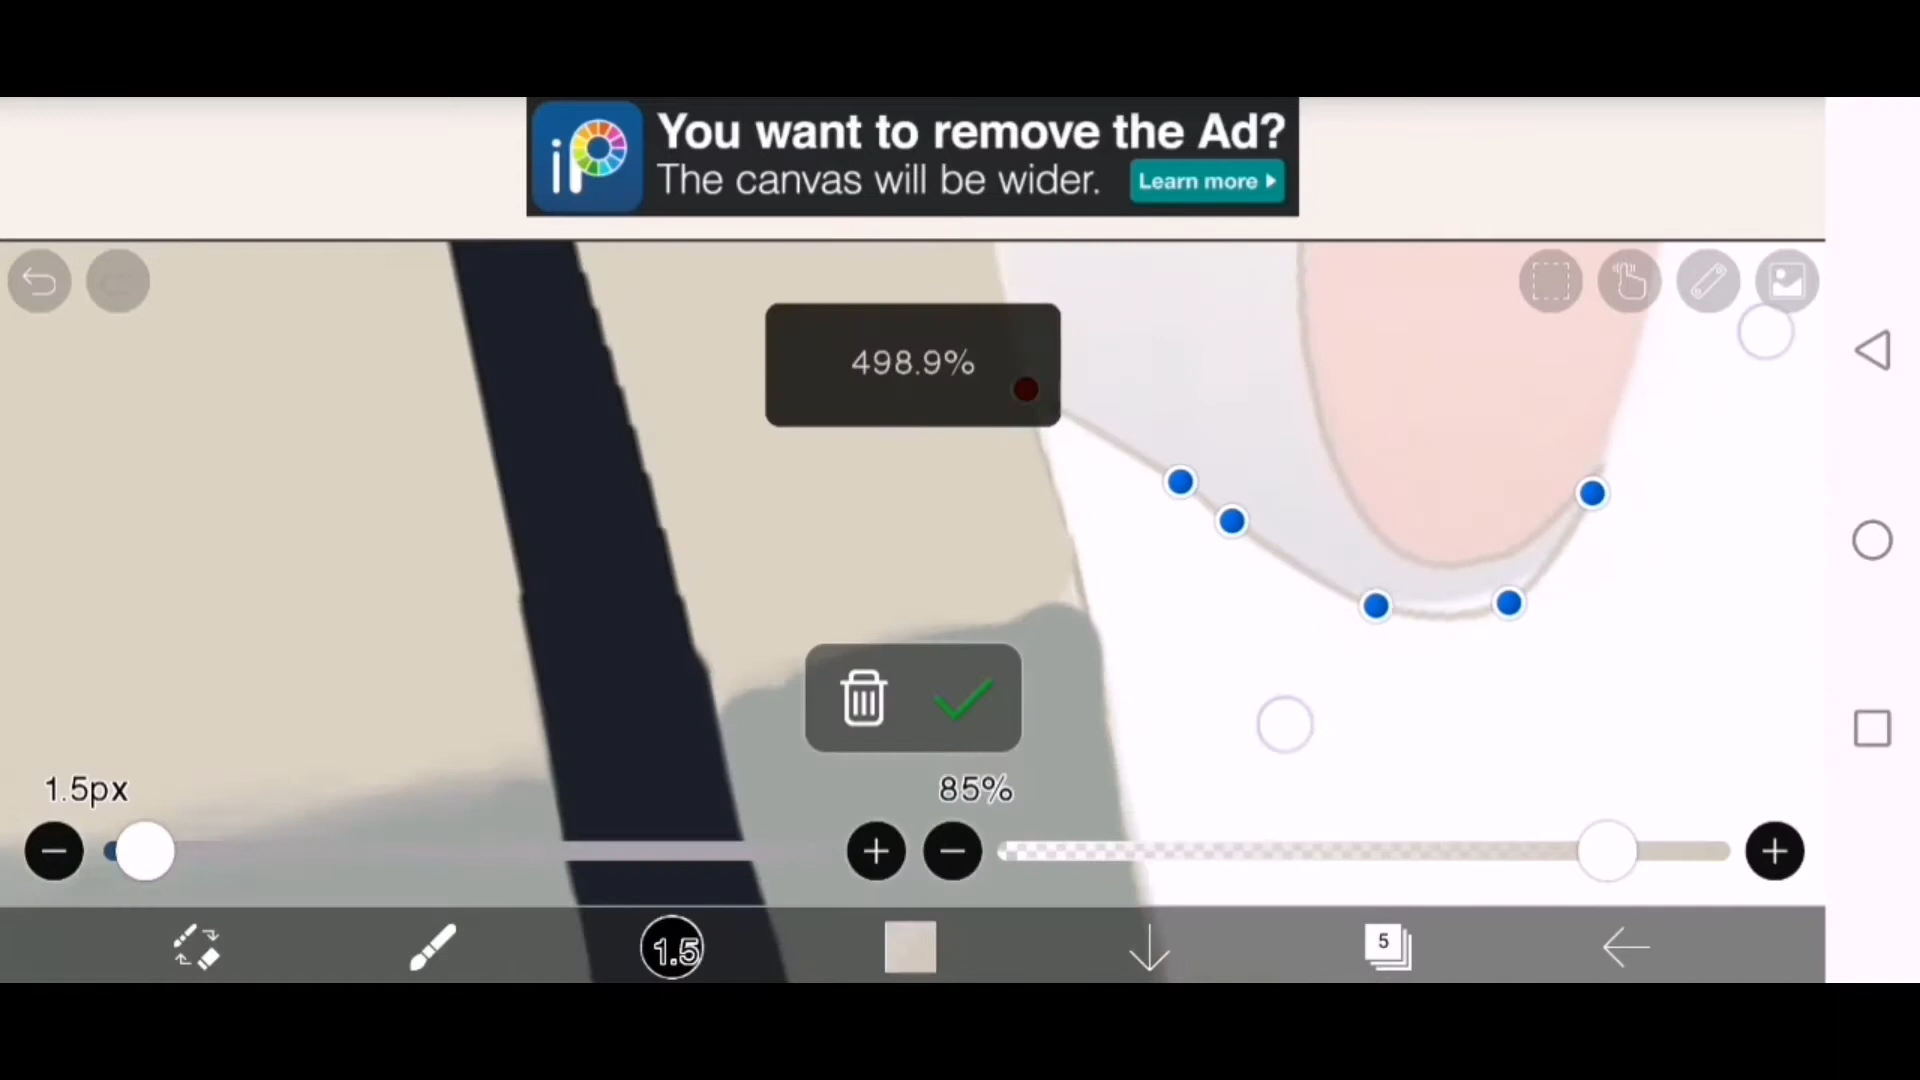 iP
You want to remove the Ad?
The canvas will be wider.
Learn more
498.9%
1.5px
85%
1.5
5